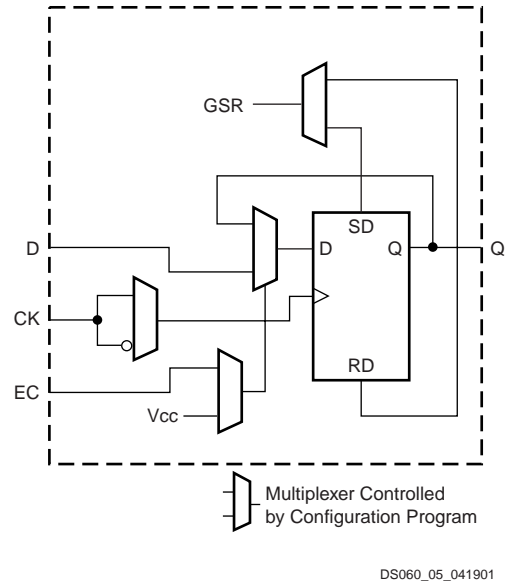 GSR
SD
D
D
Q
Q
CK
RD
EC
Vcc
Multiplexer Controlled
by Configuration Program
DS060_05_041901